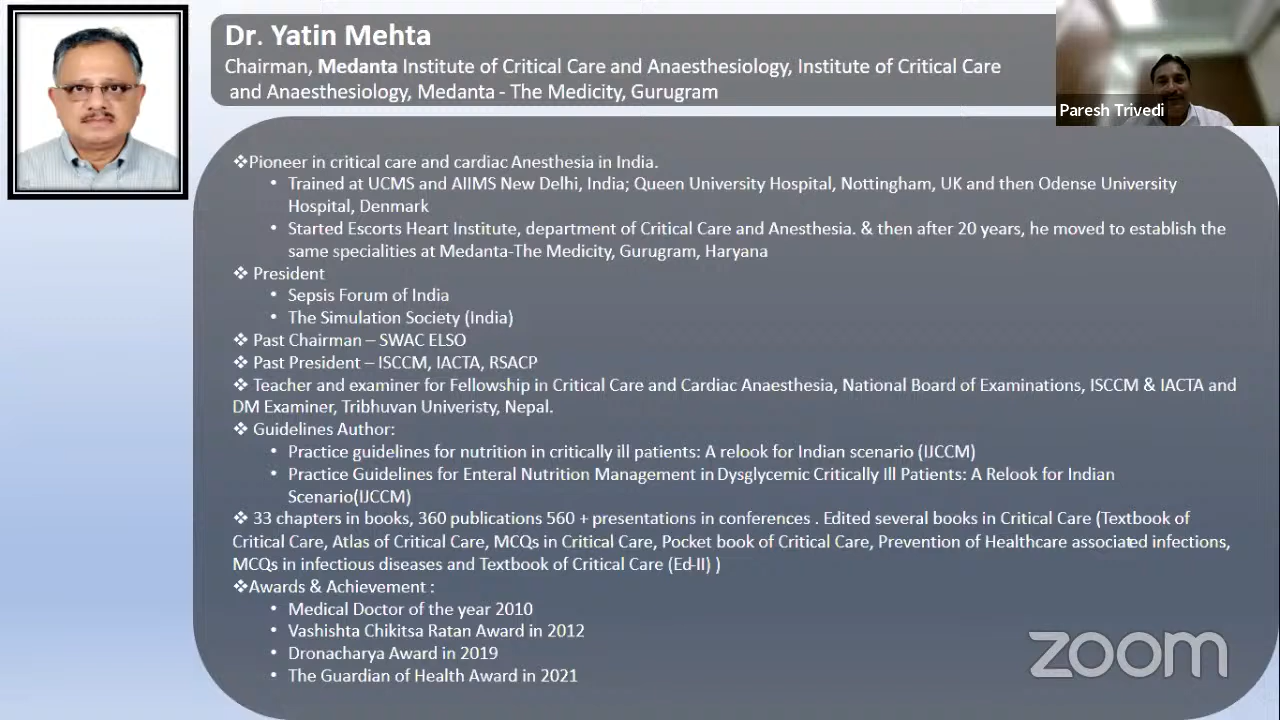 Dr. Yatin Mehta
Chairman, Medanta Institute of Critical Care and Anaesthesiology, Institute of Critical Care
and Anaesthesiology, Medanta - The Medicity, Gurugram
Paresh Trivedi
❖Pioneer in critical care and cardiac Anesthesia in India.
• Trained at UCMS and AIIMS New Delhi, India; Queen University Hospital, Nottingham, UK and then Odense University
Hospital, Denmark
• Started Escorts Heart Institute, department of Critical Care and Anesthesia. & then after 20 years, he moved to establish the
same specialities at Medanta-The Medicity, Gurugram, Haryana
❖ President
• Sepsis Forum of India
• The Simulation Society (India)
❖ Past Chairman – SWAC ELSO
❖ Past President – ISCCM, IACTA, RSACP
❖ Teacher and examiner for Fellowship in Critical Care and Cardiac Anaesthesia, National Board of Examinations, ISCCM & IACTA and
DM Examiner, Tribhuvan Univeristy, Nepal.
❖ Guidelines Author:
• Practice guidelines for nutrition in critically ill patients: A relook for Indian scenario (IJCCM)
• Practice Guidelines for Enteral Nutrition Management in Dysglycemic Critically Ill Patients: A Relook for Indian
Scenario(IJCCM)
❖ 33 chapters in books, 360 publications 560 + presentations in conferences . Edited several books in Critical Care (Textbook of
Critical Care, Atlas of Critical Care, MCQs in Critical Care, Pocket book of Critical Care, Prevention of Healthcare associated infections,
MCQs in infectious diseases and Textbook of Critical Care (Ed-II) )
❖Awards & Achievement :
• Medical Doctor of the year 2010
• Vashishta Chikitsa Ratan Award in 2012
• Dronacharya Award in 2019
• The Guardian of Health Award in 2021
zoom